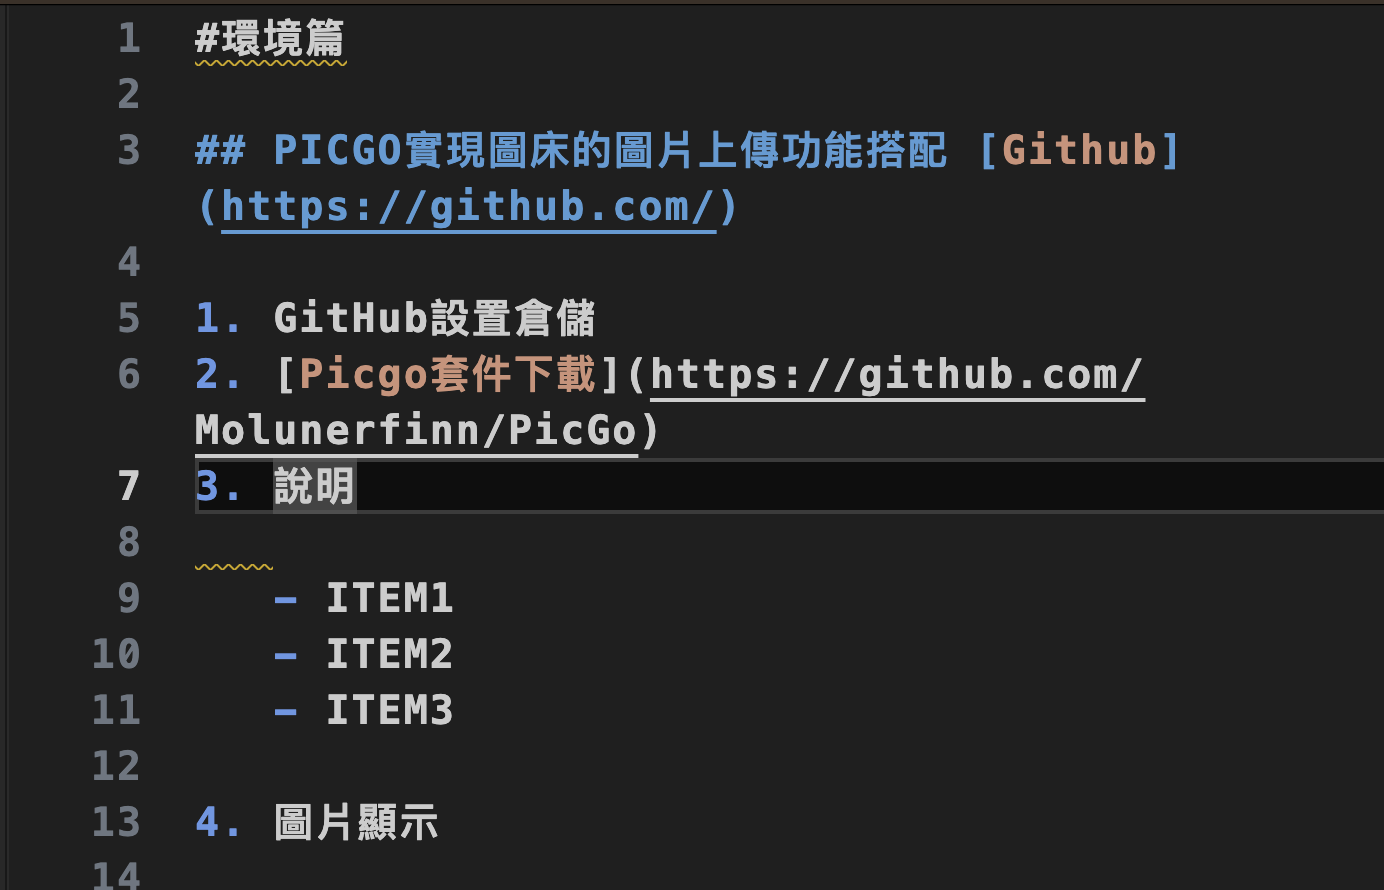 1 #環境篇
2
3 ## PICGO實現圖床的圖片上傳功能搭配 [Github]
(https://github.com/)
4
5 1. GitHub設置倉儲
6 2. [Picgo套件下載](https://github.com/
Molunerfinn/PicGo)
7 3. 說明
8
9 - ITEM1
10 - ITEM2
11 - ITEM3
12
13 4. 圖片顯示
14